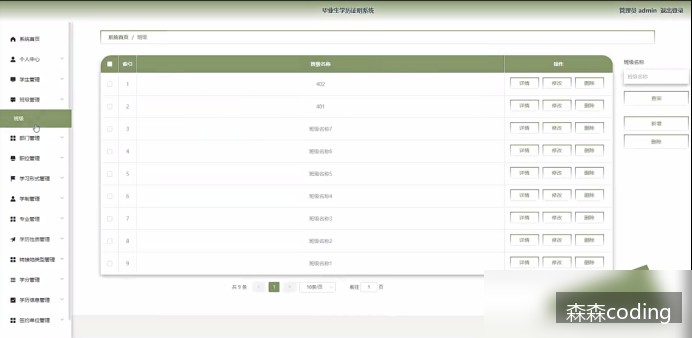 毕业生学历证明系统
管理员 admin 退出登录
系统首页
个人中心
学生管理
班级管理
班级
部门管理
职位管理
学习形式管理
学制管理
专业管理
学历性质管理
学分管理
学历信息管理
签约单位管理
系统首页 / 班级
索引 班级名称 操作
1 402 详情 修改 删除
2 401 详情 修改 删除
3 班级名称7 详情 修改 删除
4 班级名称6 详情 修改 删除
5 班级名称5 详情 修改 删除
6 班级名称4 详情 修改 删除
7 班级名称3 详情 修改 删除
8 班级名称2 详情 修改 删除
9 班级名称1 详情 修改 删除
共 9 条 < 1 > 10条/页 前往 1 页
班级名称
班级名称
查询
新增
删除
森森coding